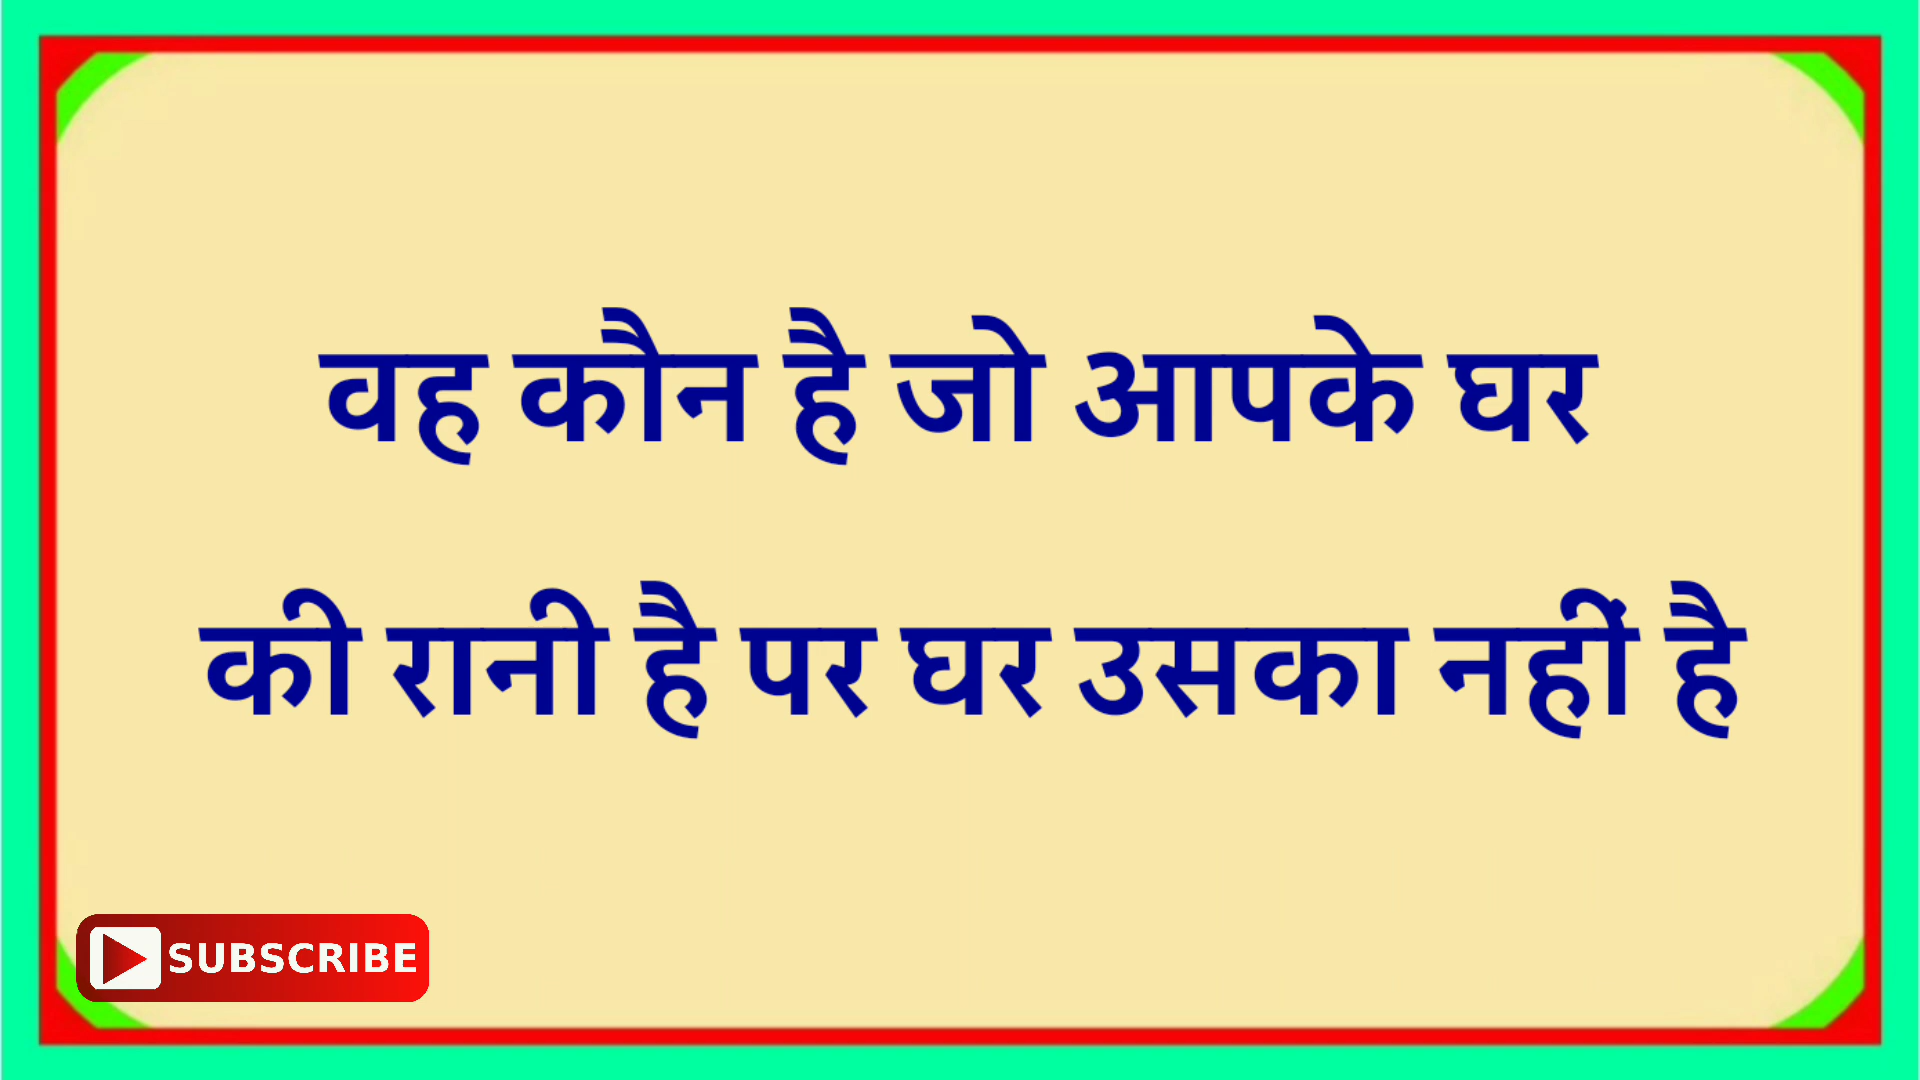 वह कौन है जो आपके घर
की रानी है पर घर उसका नहीं है
SUBSCRIBE